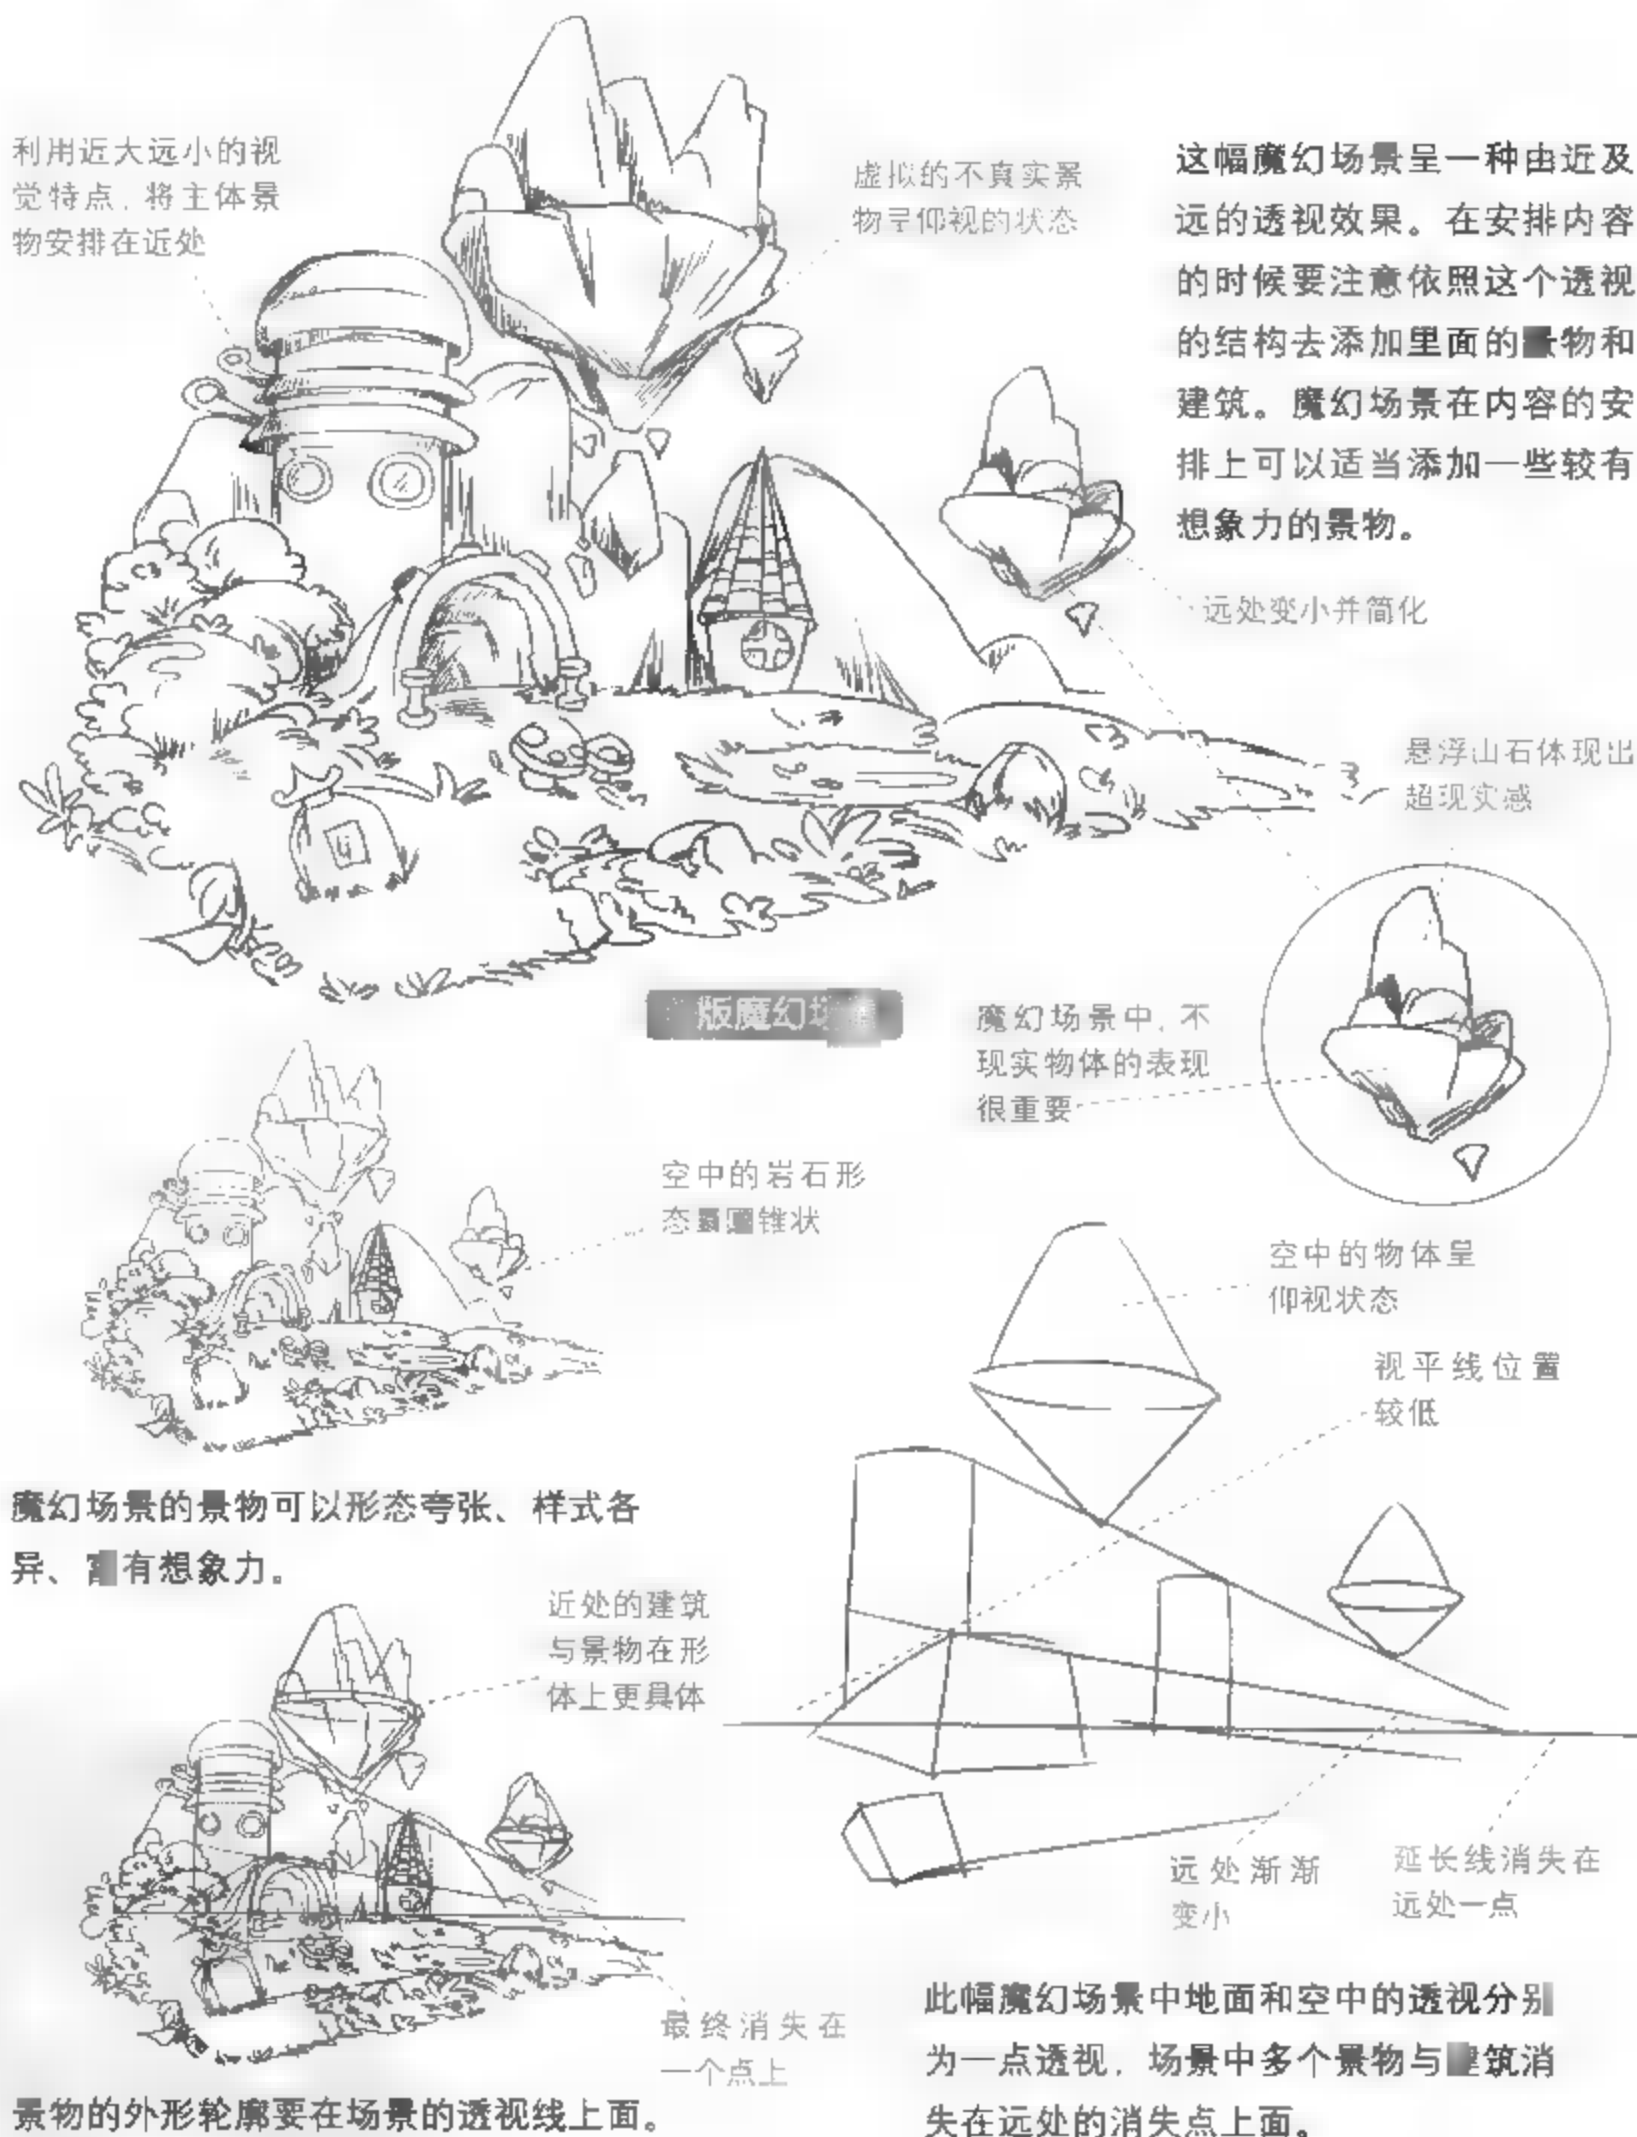 利用近大远小的视
觉特点，将主体景
物安排在近处
虚拟的不真实景
物呈仰视的状态
这幅魔幻场景呈一种由近及
远的透视效果。在安排内容
的时候要注意依照这个透视
的结构去添加里面的景物和
建筑。魔幻场景在内容的安
排上可以适当添加一些较有
想象力的景物。
远处变小并简化
悬浮山石体现出
超现实感
版魔幻场
魔幻场景中，不
现实物体的表现
很重要
空中的岩石形
态锥状
空中的物体呈
仰视状态
视平线位置
较低
魔幻场景的景物可以形态夸张、样式各
异、富有想象力。
近处的建筑
与景物在形
体上更具体
远处渐渐
变小
延长线消失在
远处一点
最终消失在
一个点上
此幅魔幻场景中地面和空中的透视分别
为一点透视，场景中多个景物与建筑消
失在远处的消失点上面。
景物的外形轮廓要在场景的透视线上面。